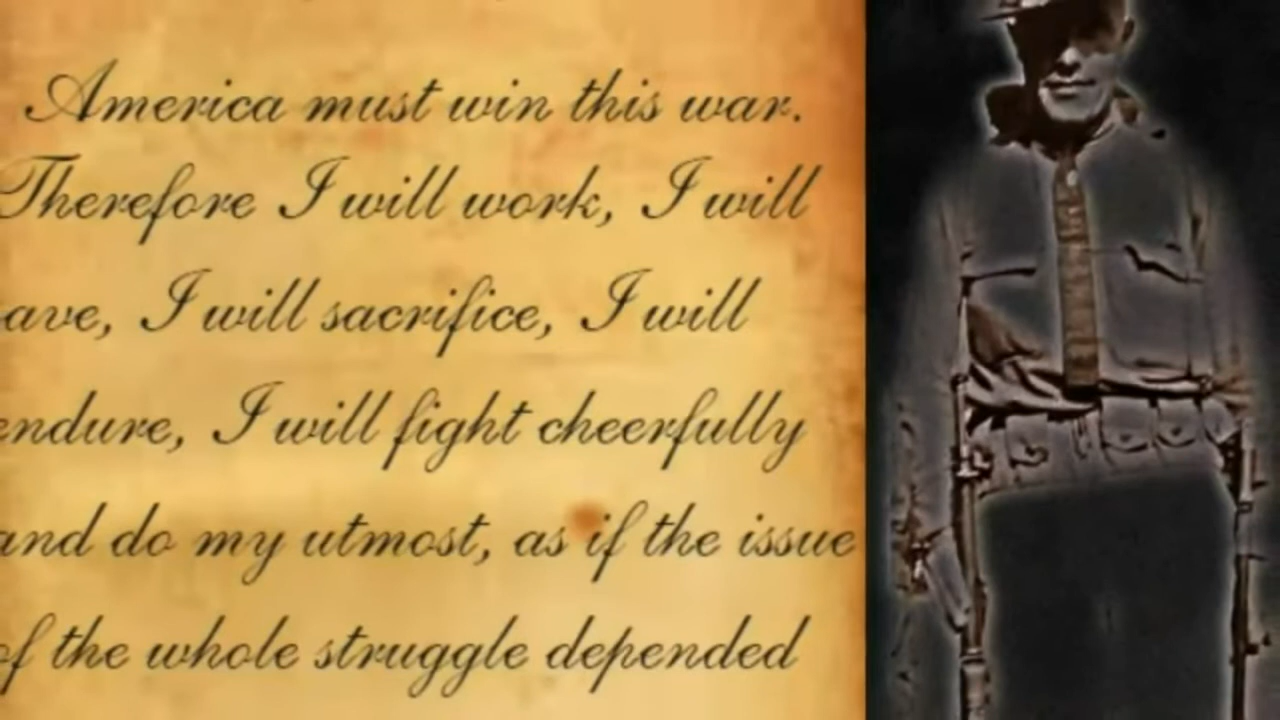 America must win this war.
Therefore I will work, I will
ave, I will sacrifice, I will
endure, I will fight cheerfully
and do my utmost, as if the issue
of the whole struggle depended